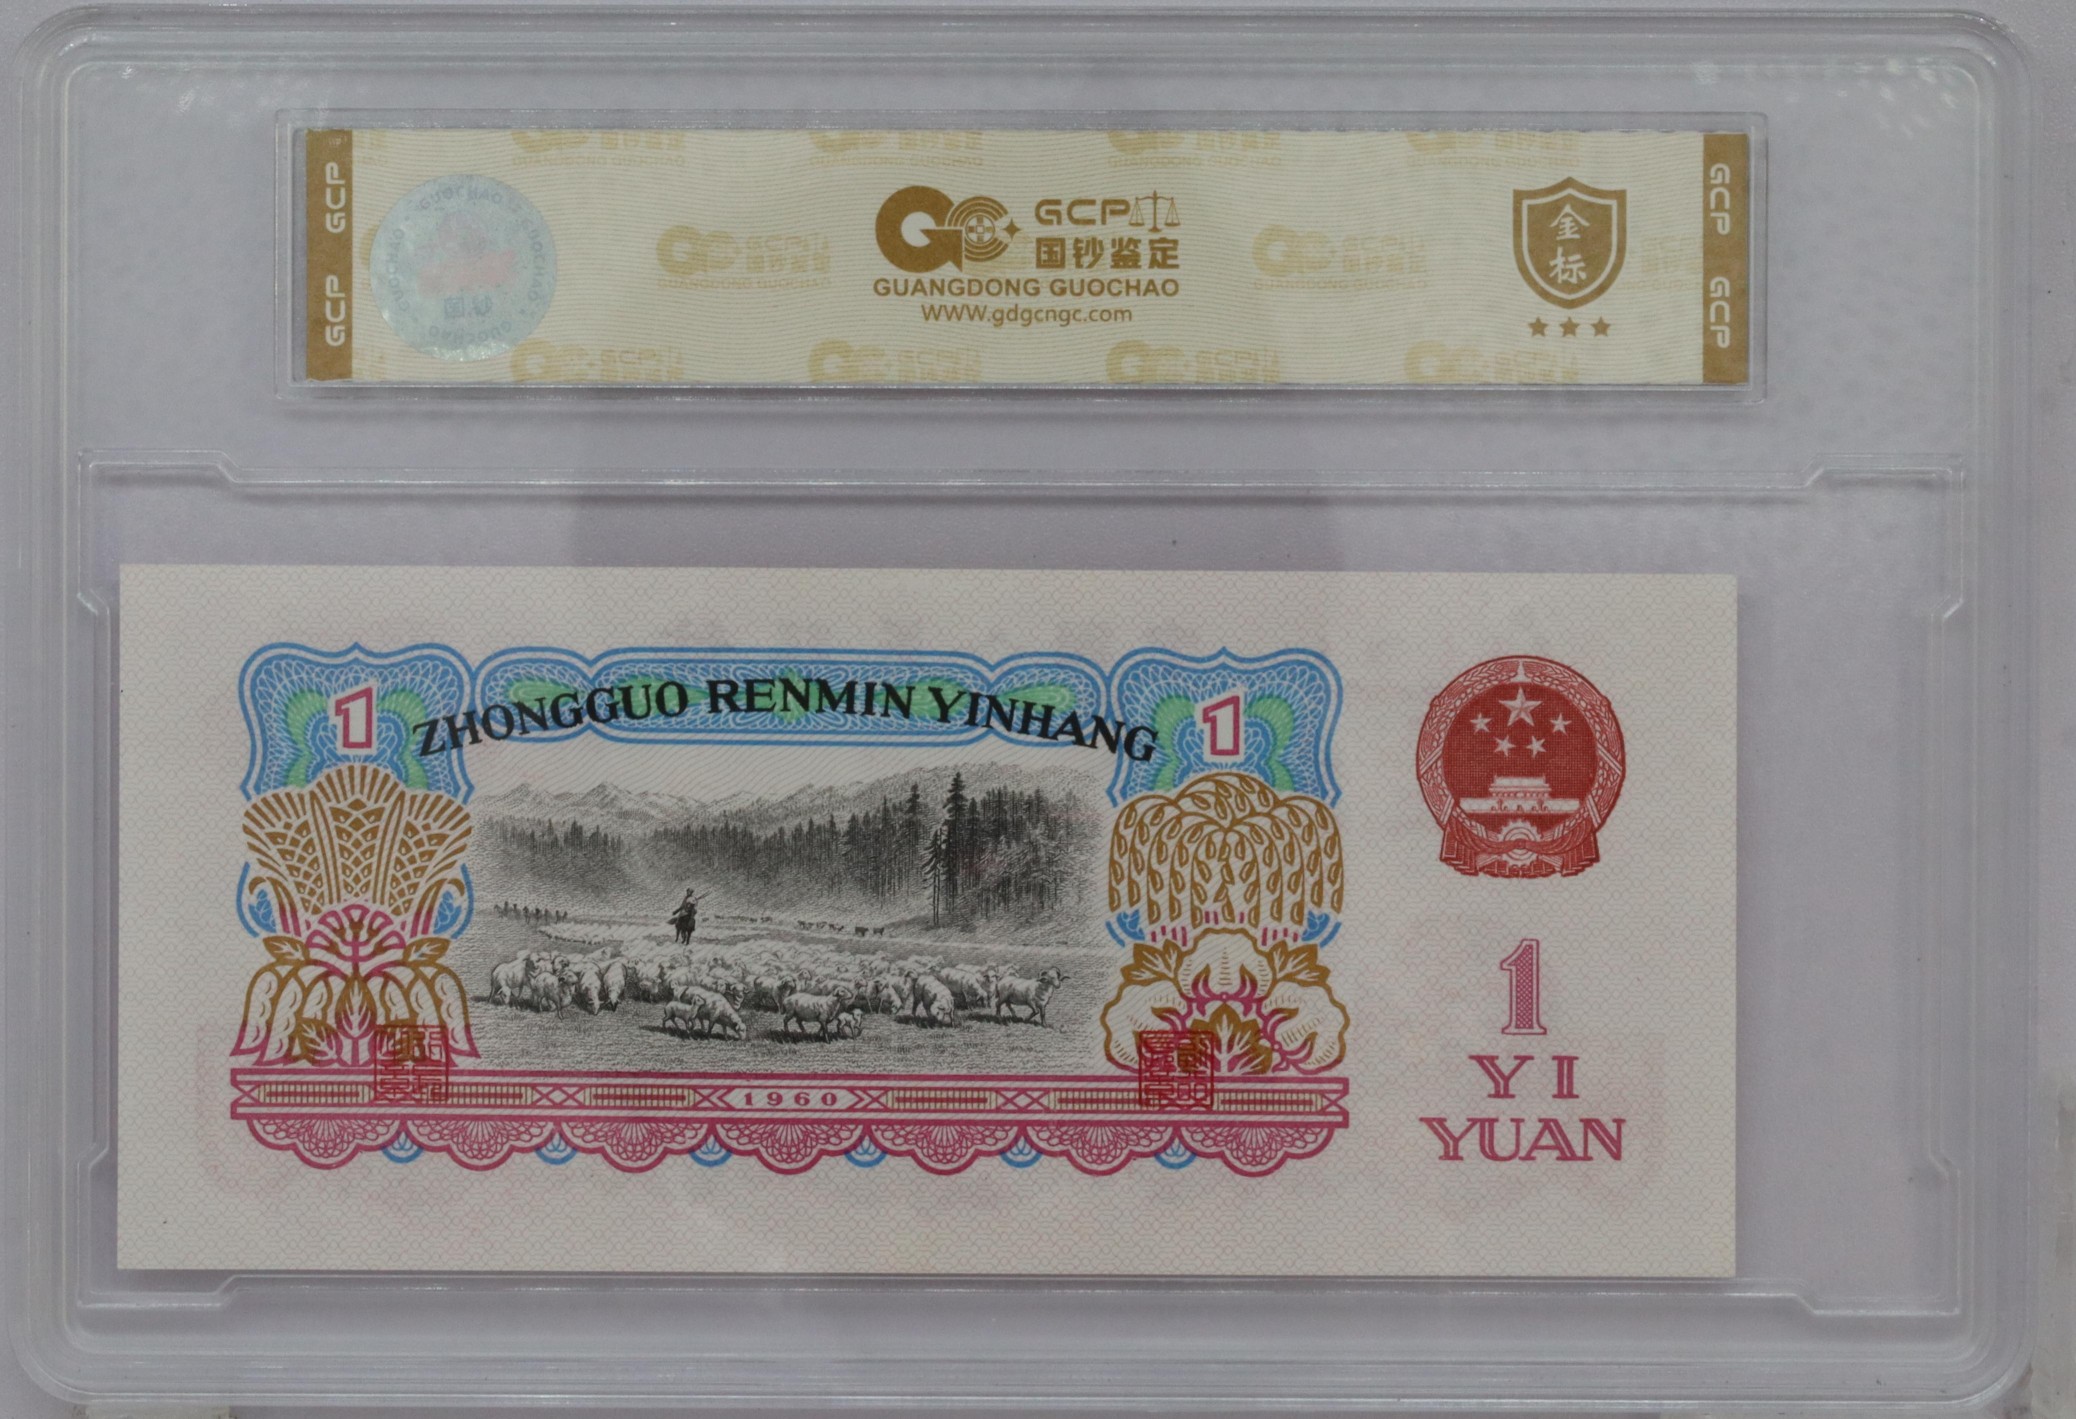 GCP GCP
GCP
国钞鉴定
GUANGDONG GUOCHAO
www.gdgcngc.com
金标
GCP GCP
1
ZHONGGUO RENMIN YINHANG
1
1960
1
YI
YUAN